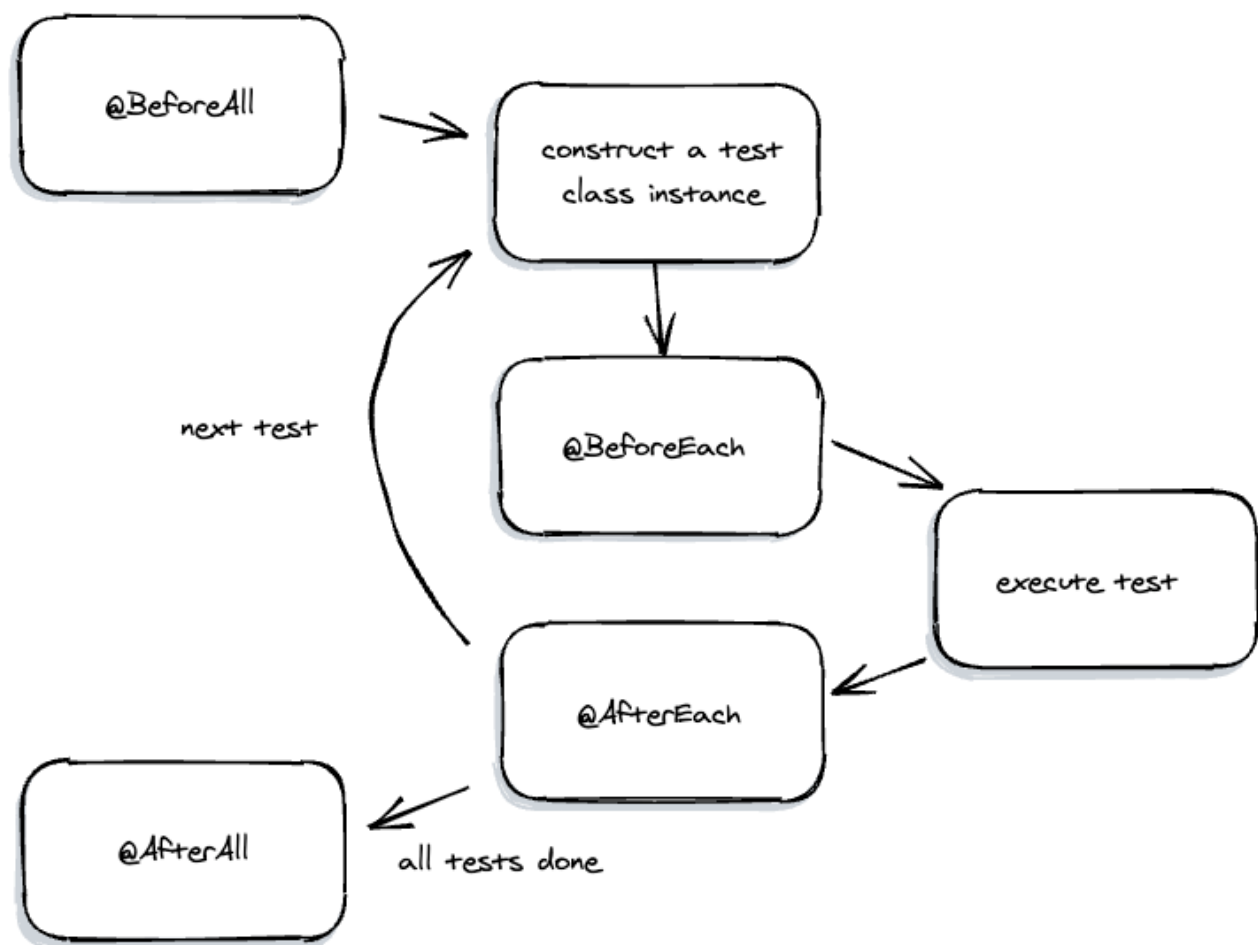 @BeforeAll
construct a test
class instance
@BeforeEach
next test
execute test
@AfterEach
@AfterAll
all tests done